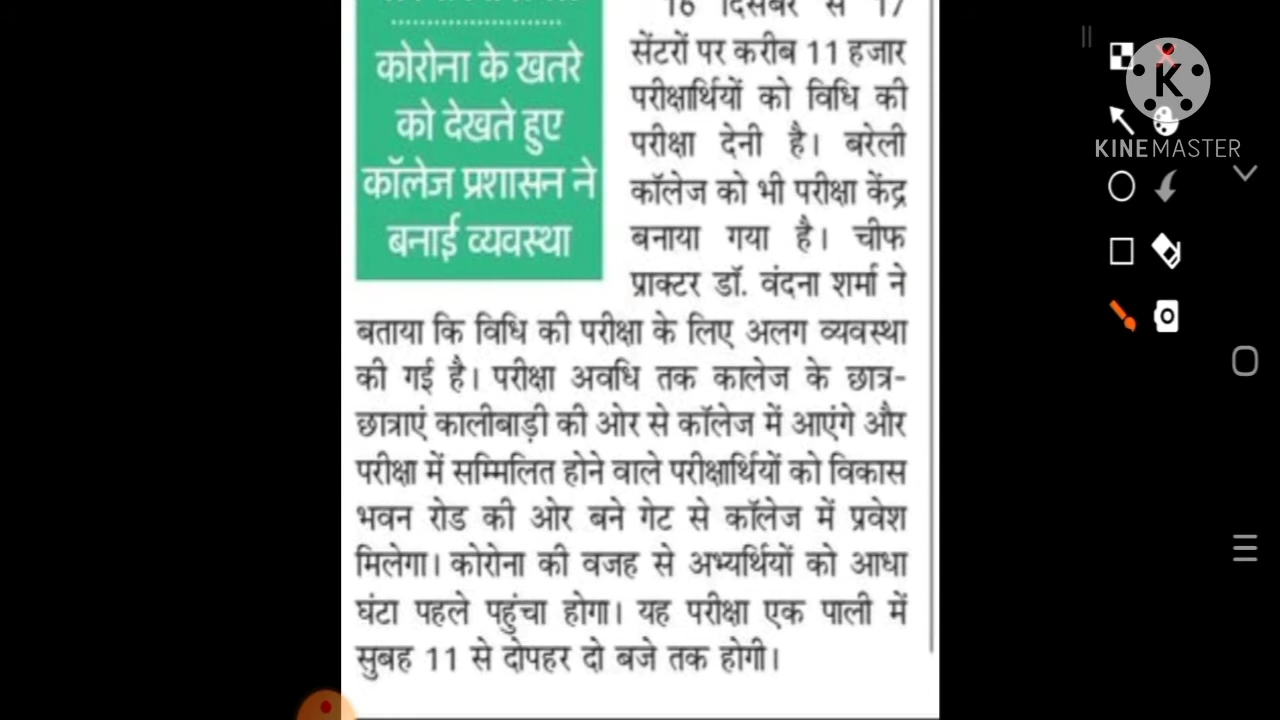 कोरोना के खतरे
को देखते हुए
कॉलेज प्रशासन ने
बनाई व्यवस्था
16 दिसंबर से 17
सेंटरों पर करीब 11 हजार
परीक्षार्थियों को विधि की
परीक्षा देनी है। बरेली
कॉलेज को भी परीक्षा केंद्र
बनाया गया है। चीफ
प्राक्टर डॉ. वंदना शर्मा ने
बताया कि विधि की परीक्षा के लिए अलग व्यवस्था
की गई है। परीक्षा अवधि तक कालेज के छात्र-
छात्राएं कालीबाड़ी की ओर से कॉलेज में आएंगे और
परीक्षा में सम्मिलित होने वाले परीक्षार्थियों को विकास
भवन रोड की ओर बने गेट से कॉलेज में प्रवेश
मिलेगा। कोरोना की वजह से अभ्यर्थियों को आधा
घंटा पहले पहुंचा होगा। यह परीक्षा एक पाली में
सुबह 11 से दोपहर दो बजे तक होगी।
K
KINEMASTER